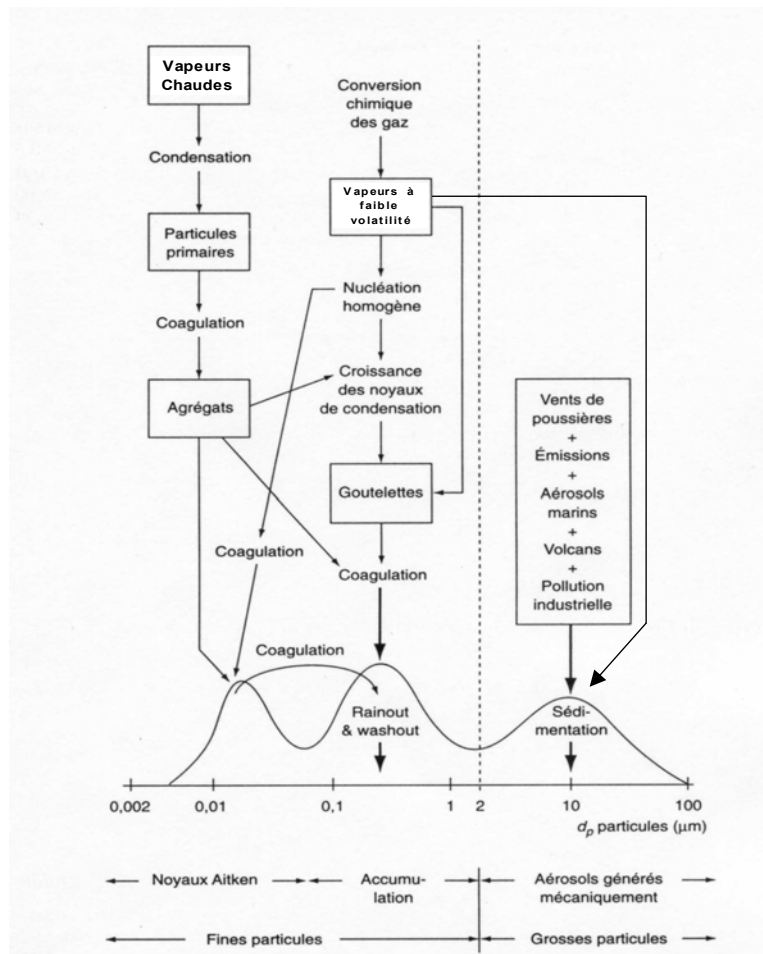 Vapeurs
Chaudes
Condensation
Particules
primaires
Coagulation
Agrégats
Conversion
chimique
des gaz
Vapeurs à
faible
volatilité
Nucléation
homogène
Croissance
des noyaux
de condensation
Goutelettes
Coagulation
Coagulation
Coagulation
Vents de
poussières
+
Émissions
+
Aérosols
marins
+
Volcans
+
Pollution
industrielle
Rainout
& washout
Sédi-
mentation
0,002 0,01 0,1 1 2 10 100
dp particules (µm)
Noyaux Aitken
Accumu-
lation
Aérosols générés
mécaniquement
Fines particules
Grosses particules